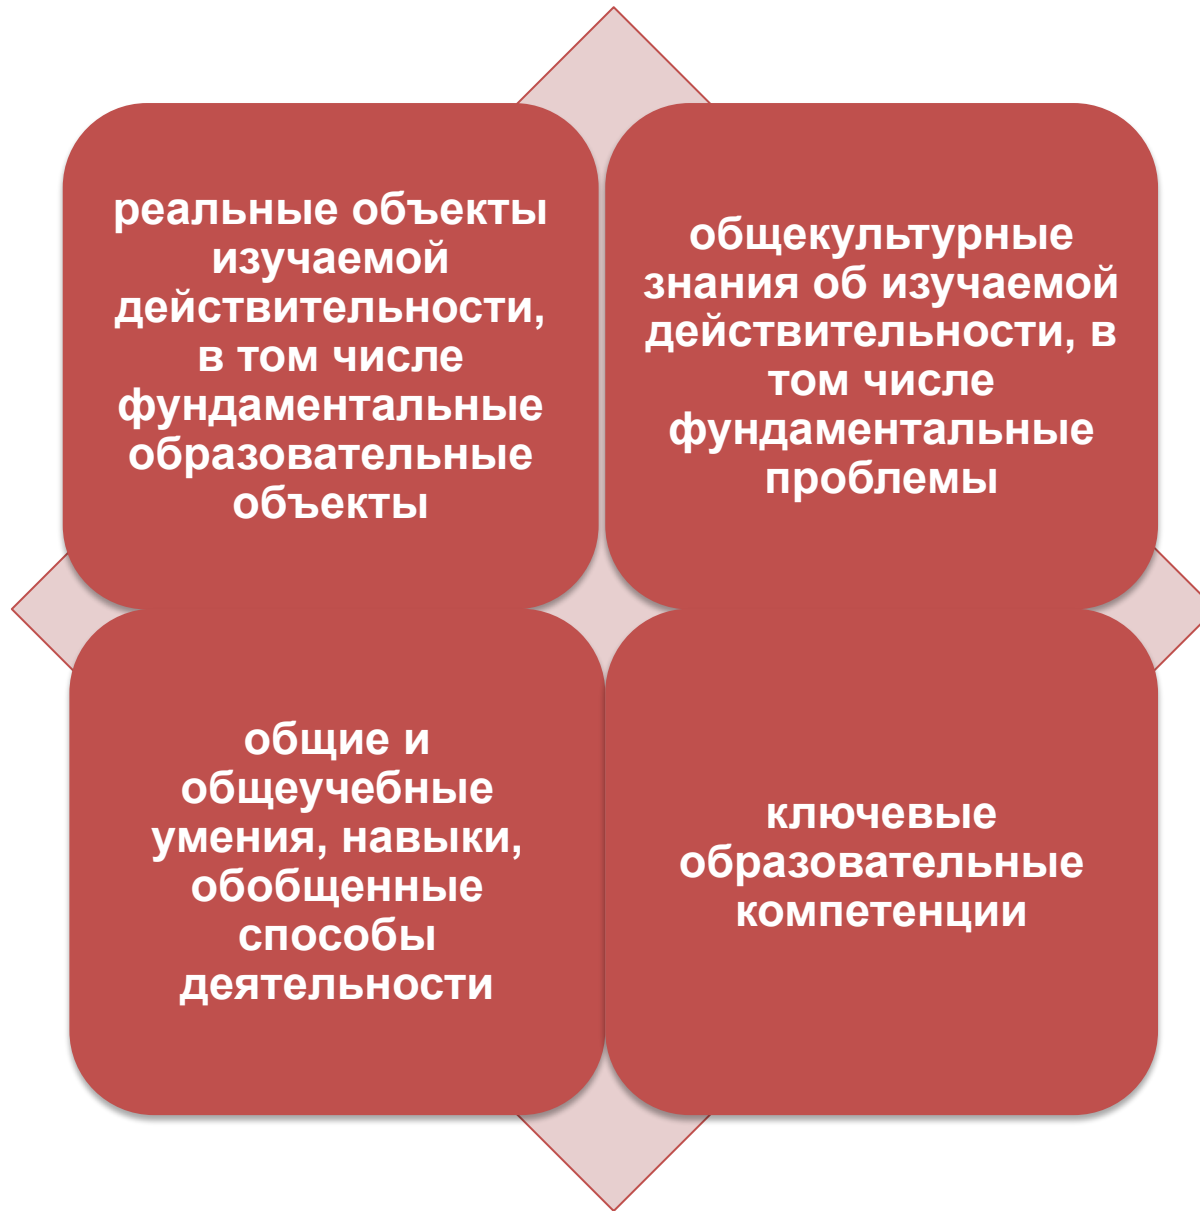 реальные объекты
изучаемой
действительности,
в том числе
фундаментальные
образовательные
объекты
общекультурные
знания об изучаемой
действительности, в
том числе
фундаментальные
проблемы
общие и
общеучебные
умения, навыки,
обобщенные
способы
деятельности
ключевые
образовательные
компетенции